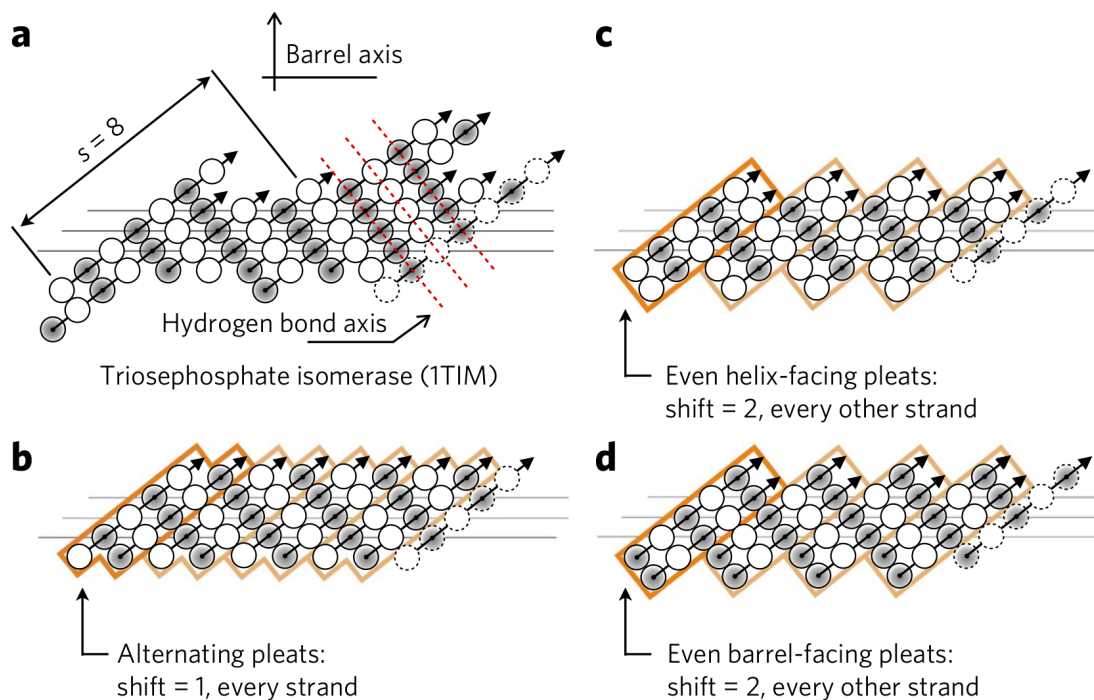 a
Barrel axis
s = 8
Hydrogen bond axis
Triosephosphate isomerase (1TIM)
b
Alternating pleats:
shift = 1, every strand
c
Even helix-facing pleats:
shift = 2, every other strand
d
Even barrel-facing pleats:
shift = 2, every other strand